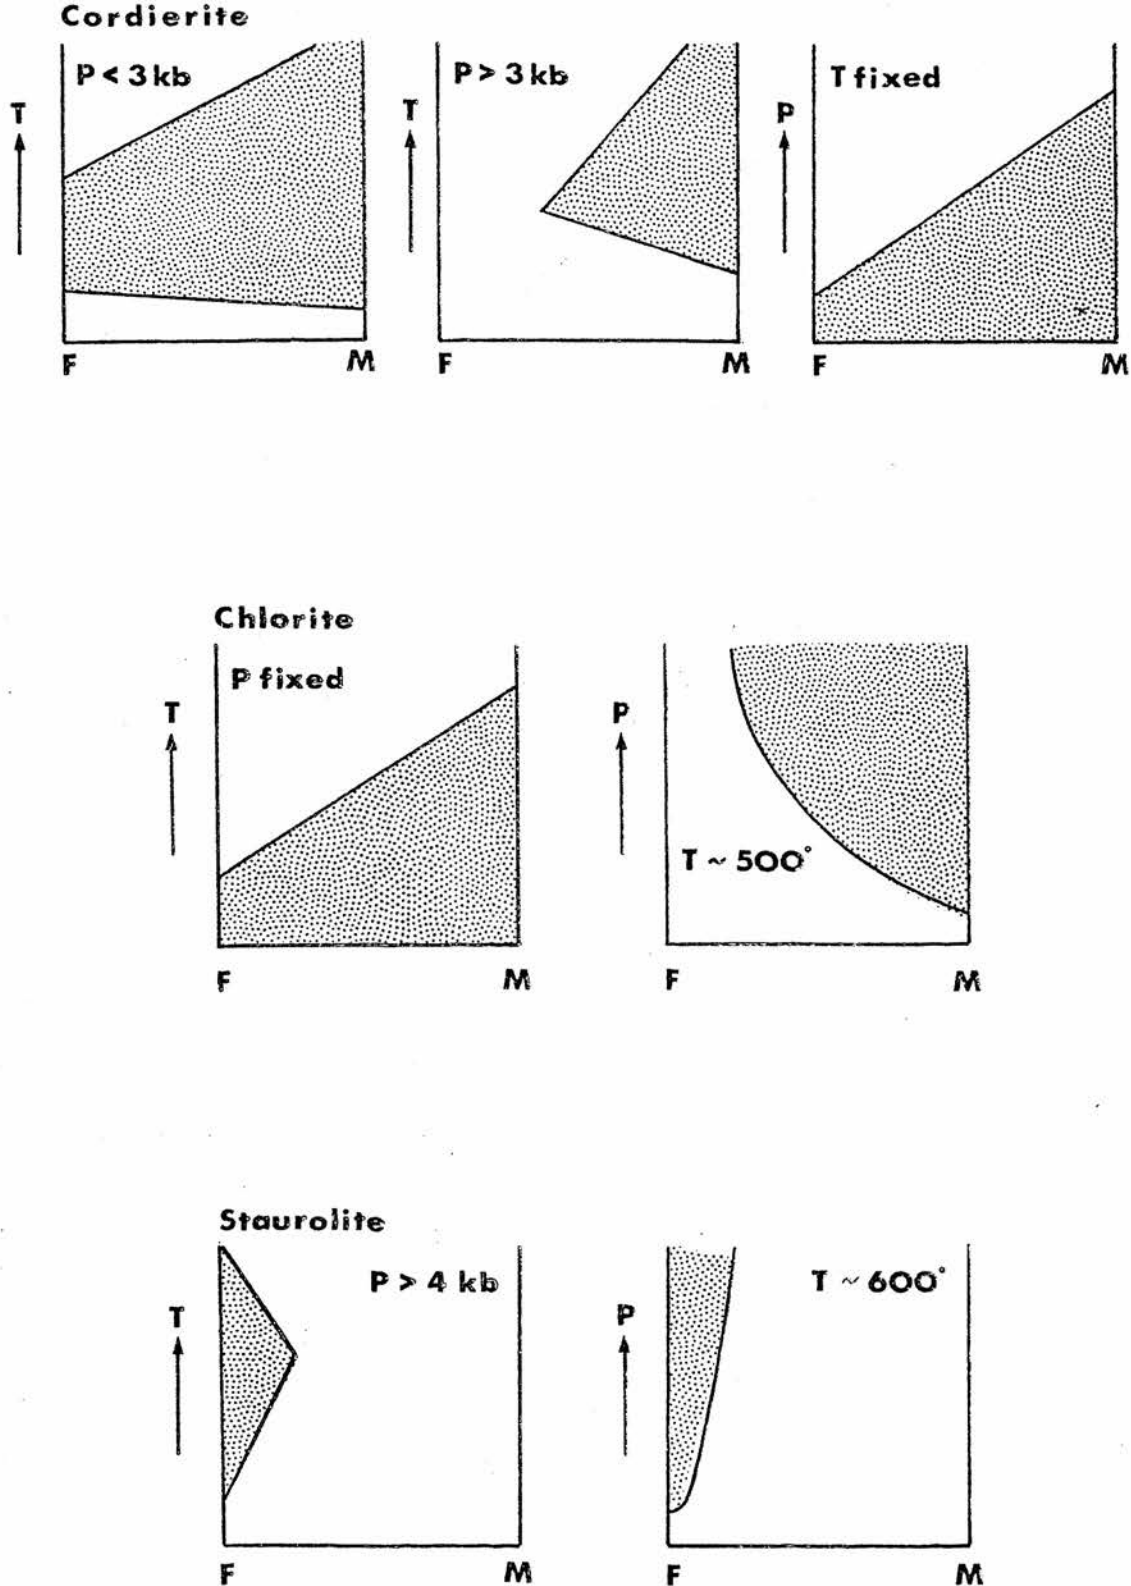 Cordierite
P < 3 kb
P > 3 kb
T fixed
T
T
P
F M
F M
F M
Chlorite
P fixed
T
P
T ~ 500°
F M
F M
Staurolite
P > 4 kb
T ~ 600°
T
P
F M
F M